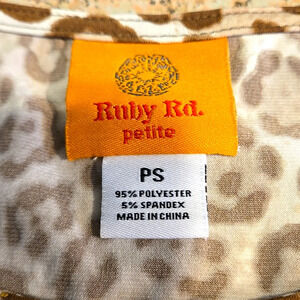 Ruby Rd.
petite
PS
95% POLYESTER
5% SPANDEX
MADE IN CHINA